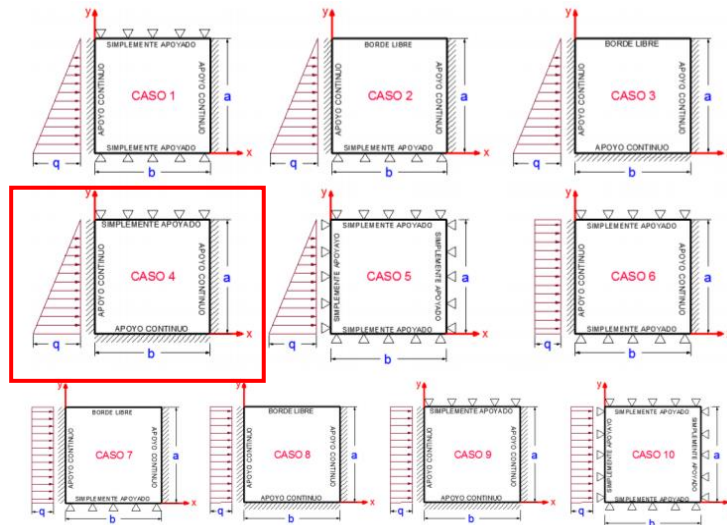 y
SIMPLEMENTE APOYADO
APOYO CONTINUO
CASO 1
APOYO CONTINUO
a
SIMPLEMENTE APOYADO
x
q
b
y
BORDE LIBRE
APOYO CONTINUO
CASO 2
APOYO CONTINUO
a
SIMPLEMENTE APOYADO
x
q
b
y
BORDE LIBRE
APOYO CONTINUO
CASO 3
APOYO CONTINUO
a
APOYO CONTINUO
x
q
b
y
SIMPLEMENTE APOYADO
APOYO CONTINUO
CASO 4
APOYO CONTINUO
a
APOYO CONTINUO
x
q
b
y
SIMPLEMENTE APOYAYO
CASO 5
SIMPLEMENTE APOYADO
a
SIMPLEMENTE APOYADO
x
q
b
y
SIMPLEMENTE APOYADO
APOYO CONTINUO
CASO 6
APOYO CONTINUO
a
SIMPLEMENTE APOYADO
x
q
b
y
BORDE LIBRE
APOYO CONTINUO
CASO 7
APOYO CONTINUO
a
SIMPLEMENTE APOYADO
x
q
b
y
BORDE LIBRE
APOYO CONTINUO
CASO 8
APOYO CONTINUO
a
APOYO CONTINUO
x
q
b
y
SIMPLEMENTE APOYADO
APOYO CONTINUO
CASO 9
APOYO CONTINUO
a
APOYO CONTINUO
x
q
b
y
SIMPLEMENTE APOYADO
SIMPLEMENTE APOYAYO
CASO 10
SIMPLEMENTE APOYADO
a
SIMPLEMENTE APOYADO
x
q
b